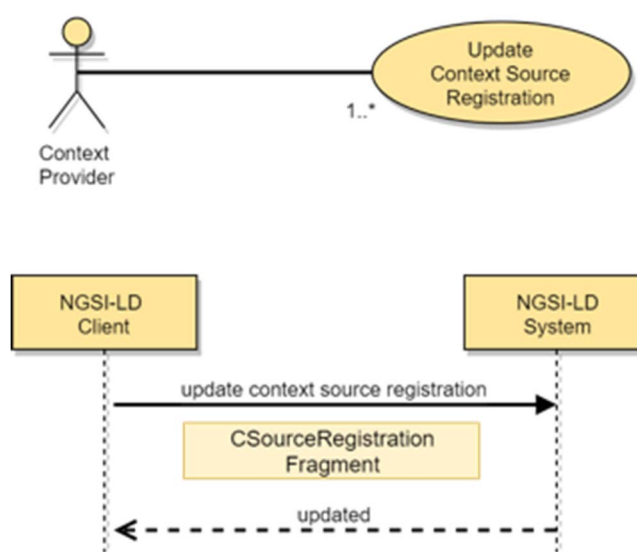 Update
Context Source
Registration
1..*
Context
Provider
NGSI-LD
Client
NGSI-LD
System
update context source registration
CSourceRegistration
Fragment
updated